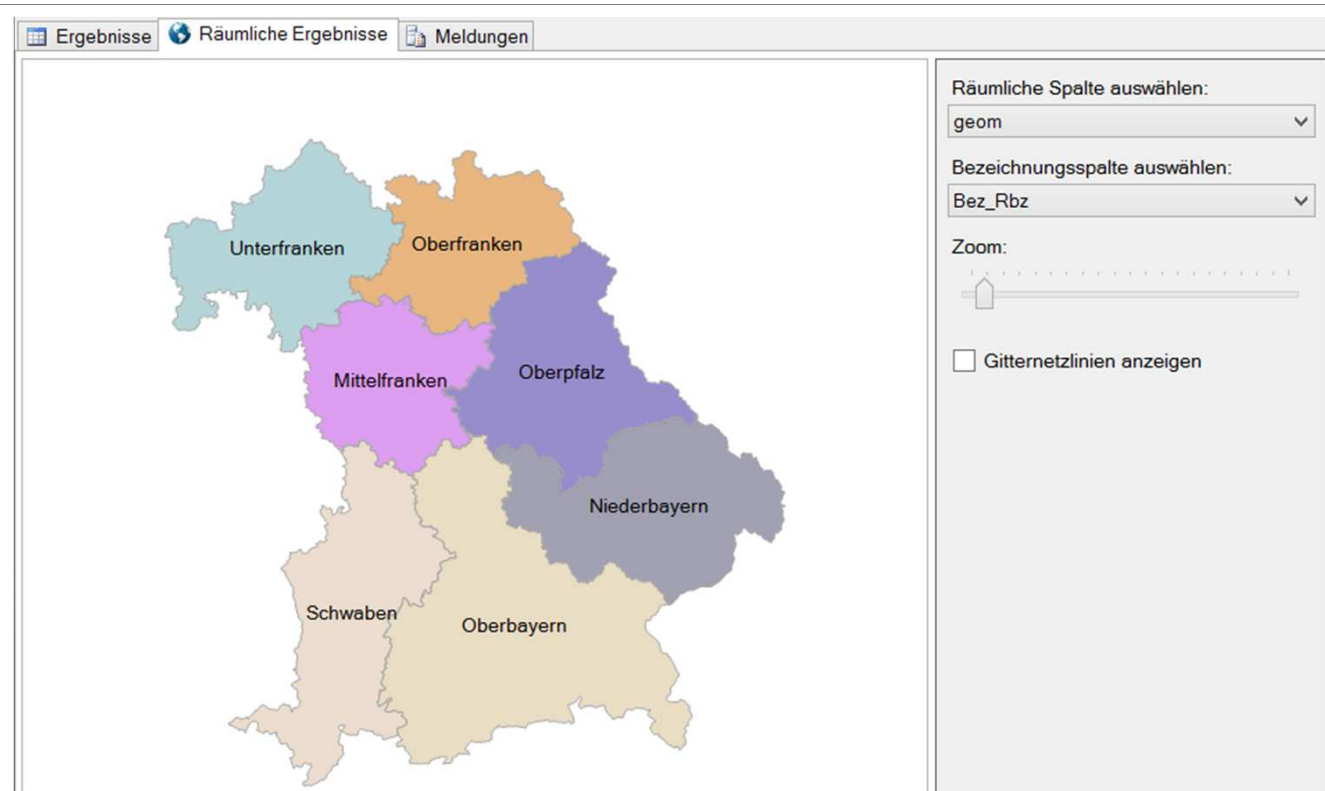 Ergebnisse Räumliche Ergebnisse Meldungen
Unterfranken
Oberfranken
Mittelfranken
Oberpfalz
Niederbayern
Schwaben
Oberbayern
Räumliche Spalte auswählen:
geom
Bezeichnungsspalte auswählen:
Bez_Rbz
Zoom:
Gitternetzlinien anzeigen